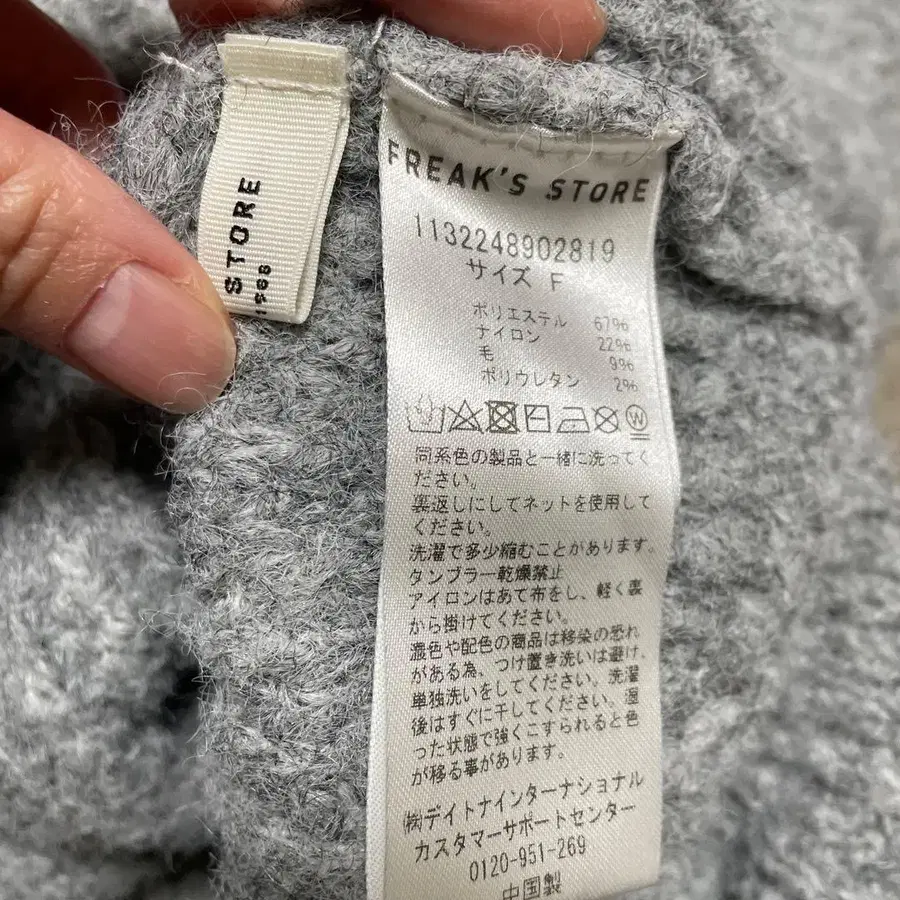 STORE
1988
FREAK'S STORE
1132248902819
サイズ F
ポリエステル 67%
ナイロン 22%
毛 9%
ポリウレタン 2%
W
同系色の製品と一緒に洗ってく
ださい。
裏返しにしてネットを使用して
ください。
洗濯で多少縮むことがあります。
タンブラー乾燥禁止
アイロンはあて布をし、軽く裏
から掛けてください。
濃色や配色の商品は移染の恐れ
がある為、つけ置き洗いは避け、
単独洗いをしてください。洗濯
後はすぐに干してください。湿
った状態で強くこすられると色
が移る事があります。
㈱デイトナインターナショナル
カスタマーサポートセンター
0120-951-269
中国製